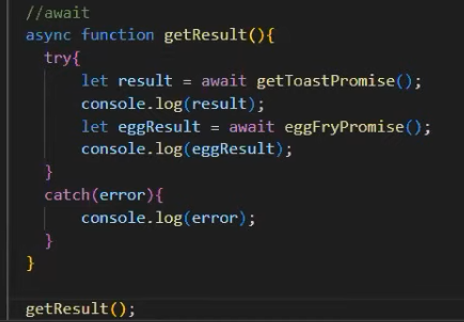 //await
async function getResult(){
try{
let result = await getToastPromise();
console.log(result);
let eggResult = await eggFryPromise();
console.log(eggResult);
}
catch(error){
console.log(error);
}
}
getResult();